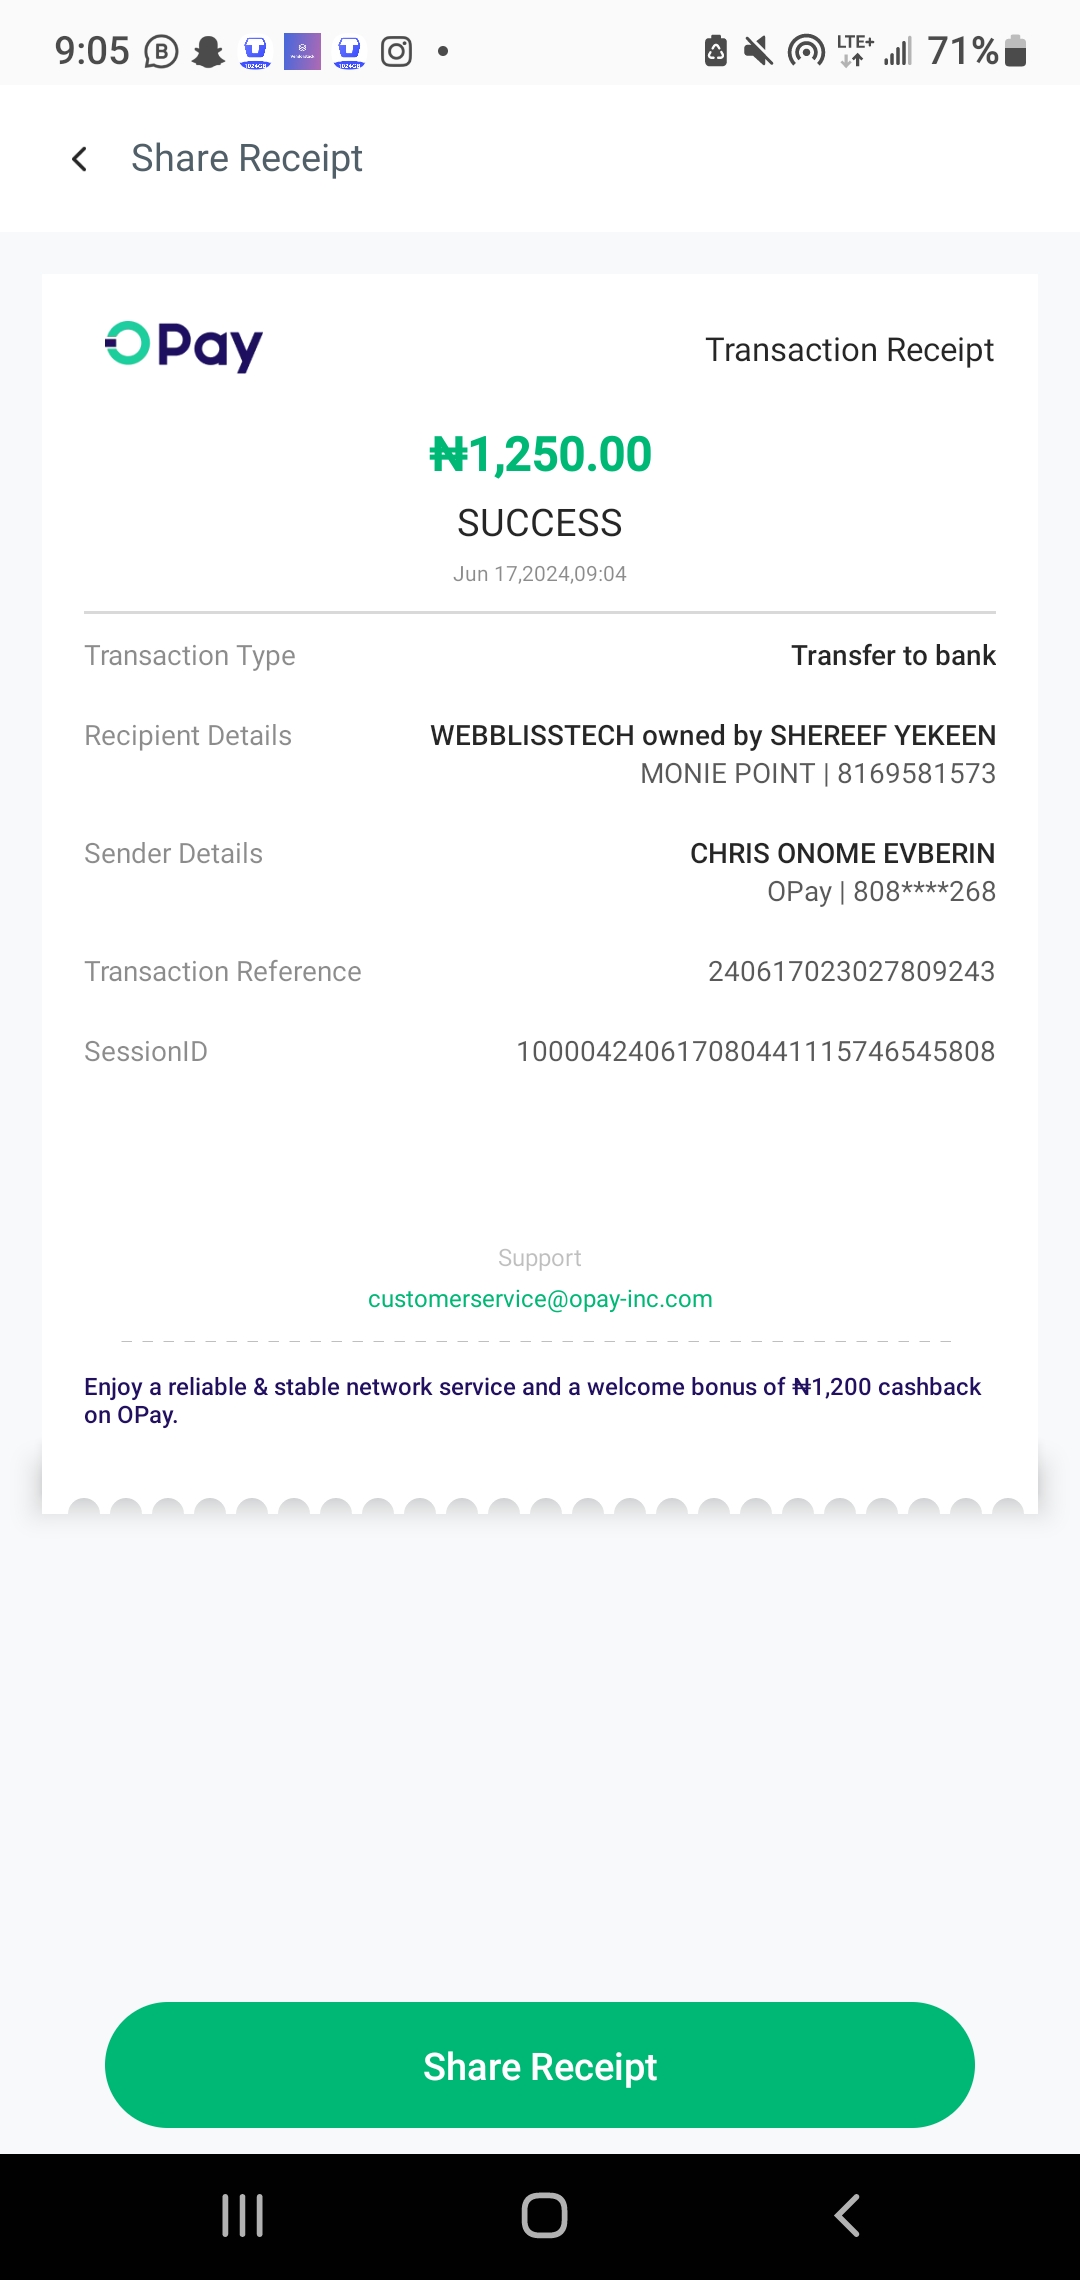 9:05
LTE+
71%
Share Receipt
OPay
Transaction Receipt
₦1,250.00
SUCCESS
Jun 17,2024,09:04
Transaction Type
Transfer to bank
Recipient Details
WEBBLISSTECH owned by SHEREEF YEKEEN
MONIE POINT | 8169581573
Sender Details
CHRIS ONOME EVBERIN
OPay | 808****268
Transaction Reference
240617023027809243
SessionID
100004240617080441115746545808
Support
customerservice@opay-inc.com
Enjoy a reliable & stable network service and a welcome bonus of ₦1,200 cashback
on OPay.
Share Receipt